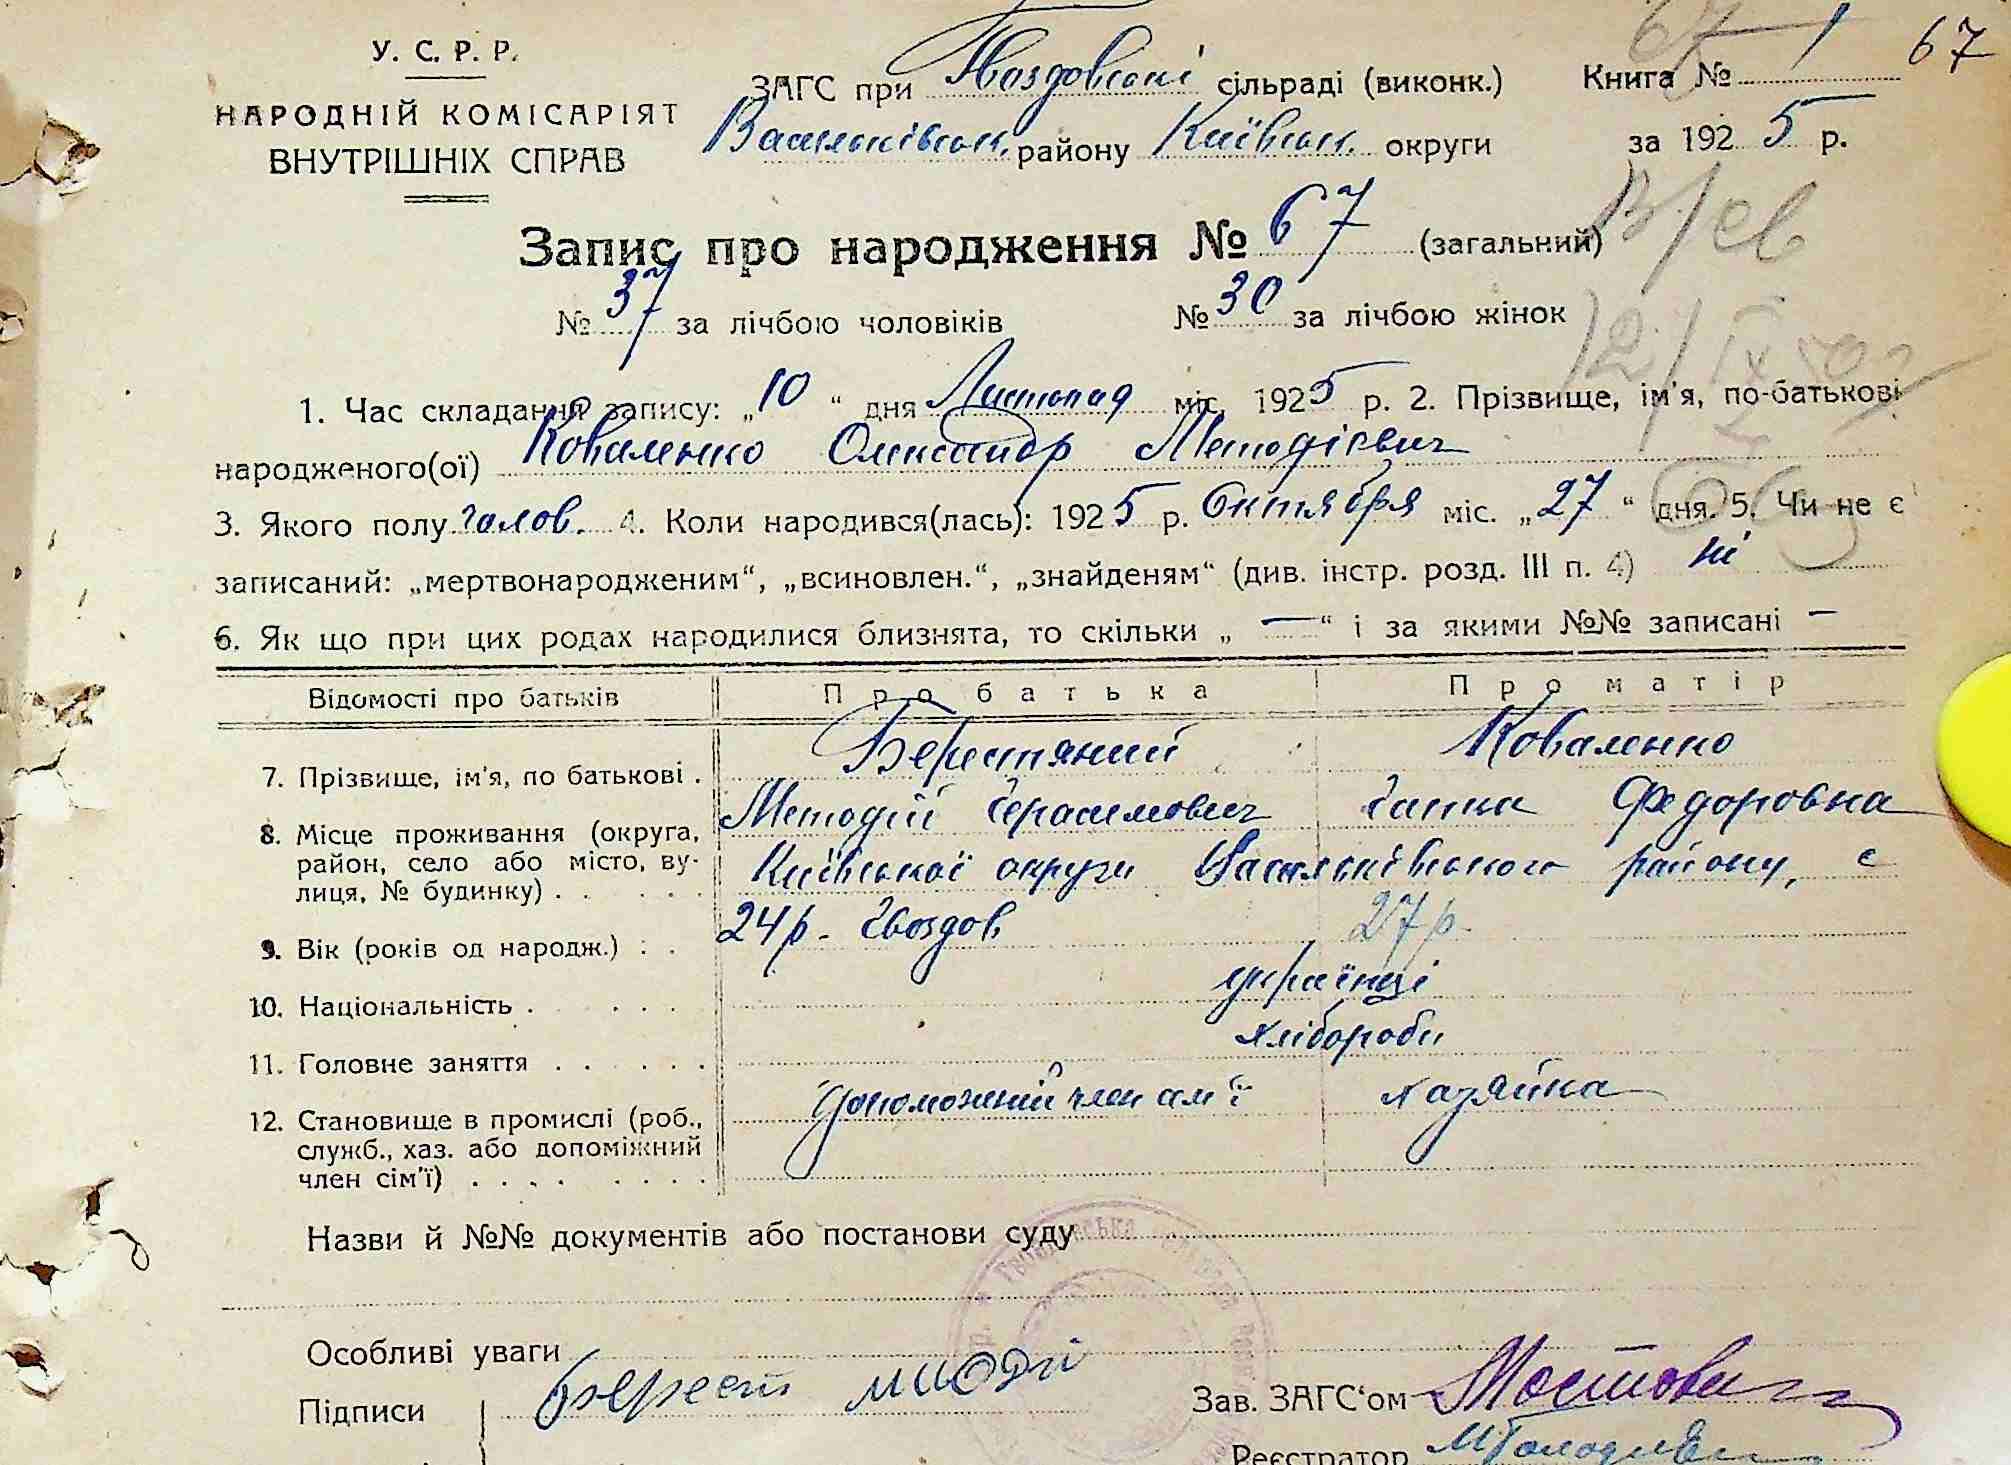 У. С. Р. Р.
НАРОДНІЙ КОМІСАРІЯТ
ВНУТРІШНІХ СПРАВ
67
ЗАГС при Гвоздовські сільраді (виконк.) Книга № 1 67
Васильківськ. району Київськ. округи за 1925 р.
Запис про народження № 67 (загальний)
№ 37 за лічбою чоловіків № 30 за лічбою жінок
1. Час складання запису: „10“ дня Листопад міс. 1925 р. 2. Прізвище, ім'я, по-батькові
народженого(ої) Коваленко Олександр Методієвич
3. Якого полу чолов. 4. Коли народився(лась): 1925 р. Октября міс. „27“ дня. 5. Чи не є
записаний: „мертвонародженим“, „всиновлен.“, „знайденям“ (див. інстр. розд. III п. 4) ні
6. Як що при цих родах народилися близнята, то скільки „—“ і за якими №№ записані —
Відомості про батьків Про батька Про матір
7. Прізвище, ім'я, по батькові . Берестяний Коваленко
Методій Герасимович Ганна Федоровна
8. Місце проживання (округа, район, село або місто, вулиця, № будинку) . . Київської округи Васильківського району, с
Гвоздов
9. Вік (років од народж.) : . 24 р. 27 р.
10. Національність . українці
11. Головне заняття хлібороби
12. Становище в промислі (роб., служб., хаз. або допоміжний член сім'ї) допоможний член сім'ї хазяйка
Назви й №№ документів або постанови суду
Особливі уваги
Підписи Берест
Зав. ЗАГС'ом Мостович
Реєстратор